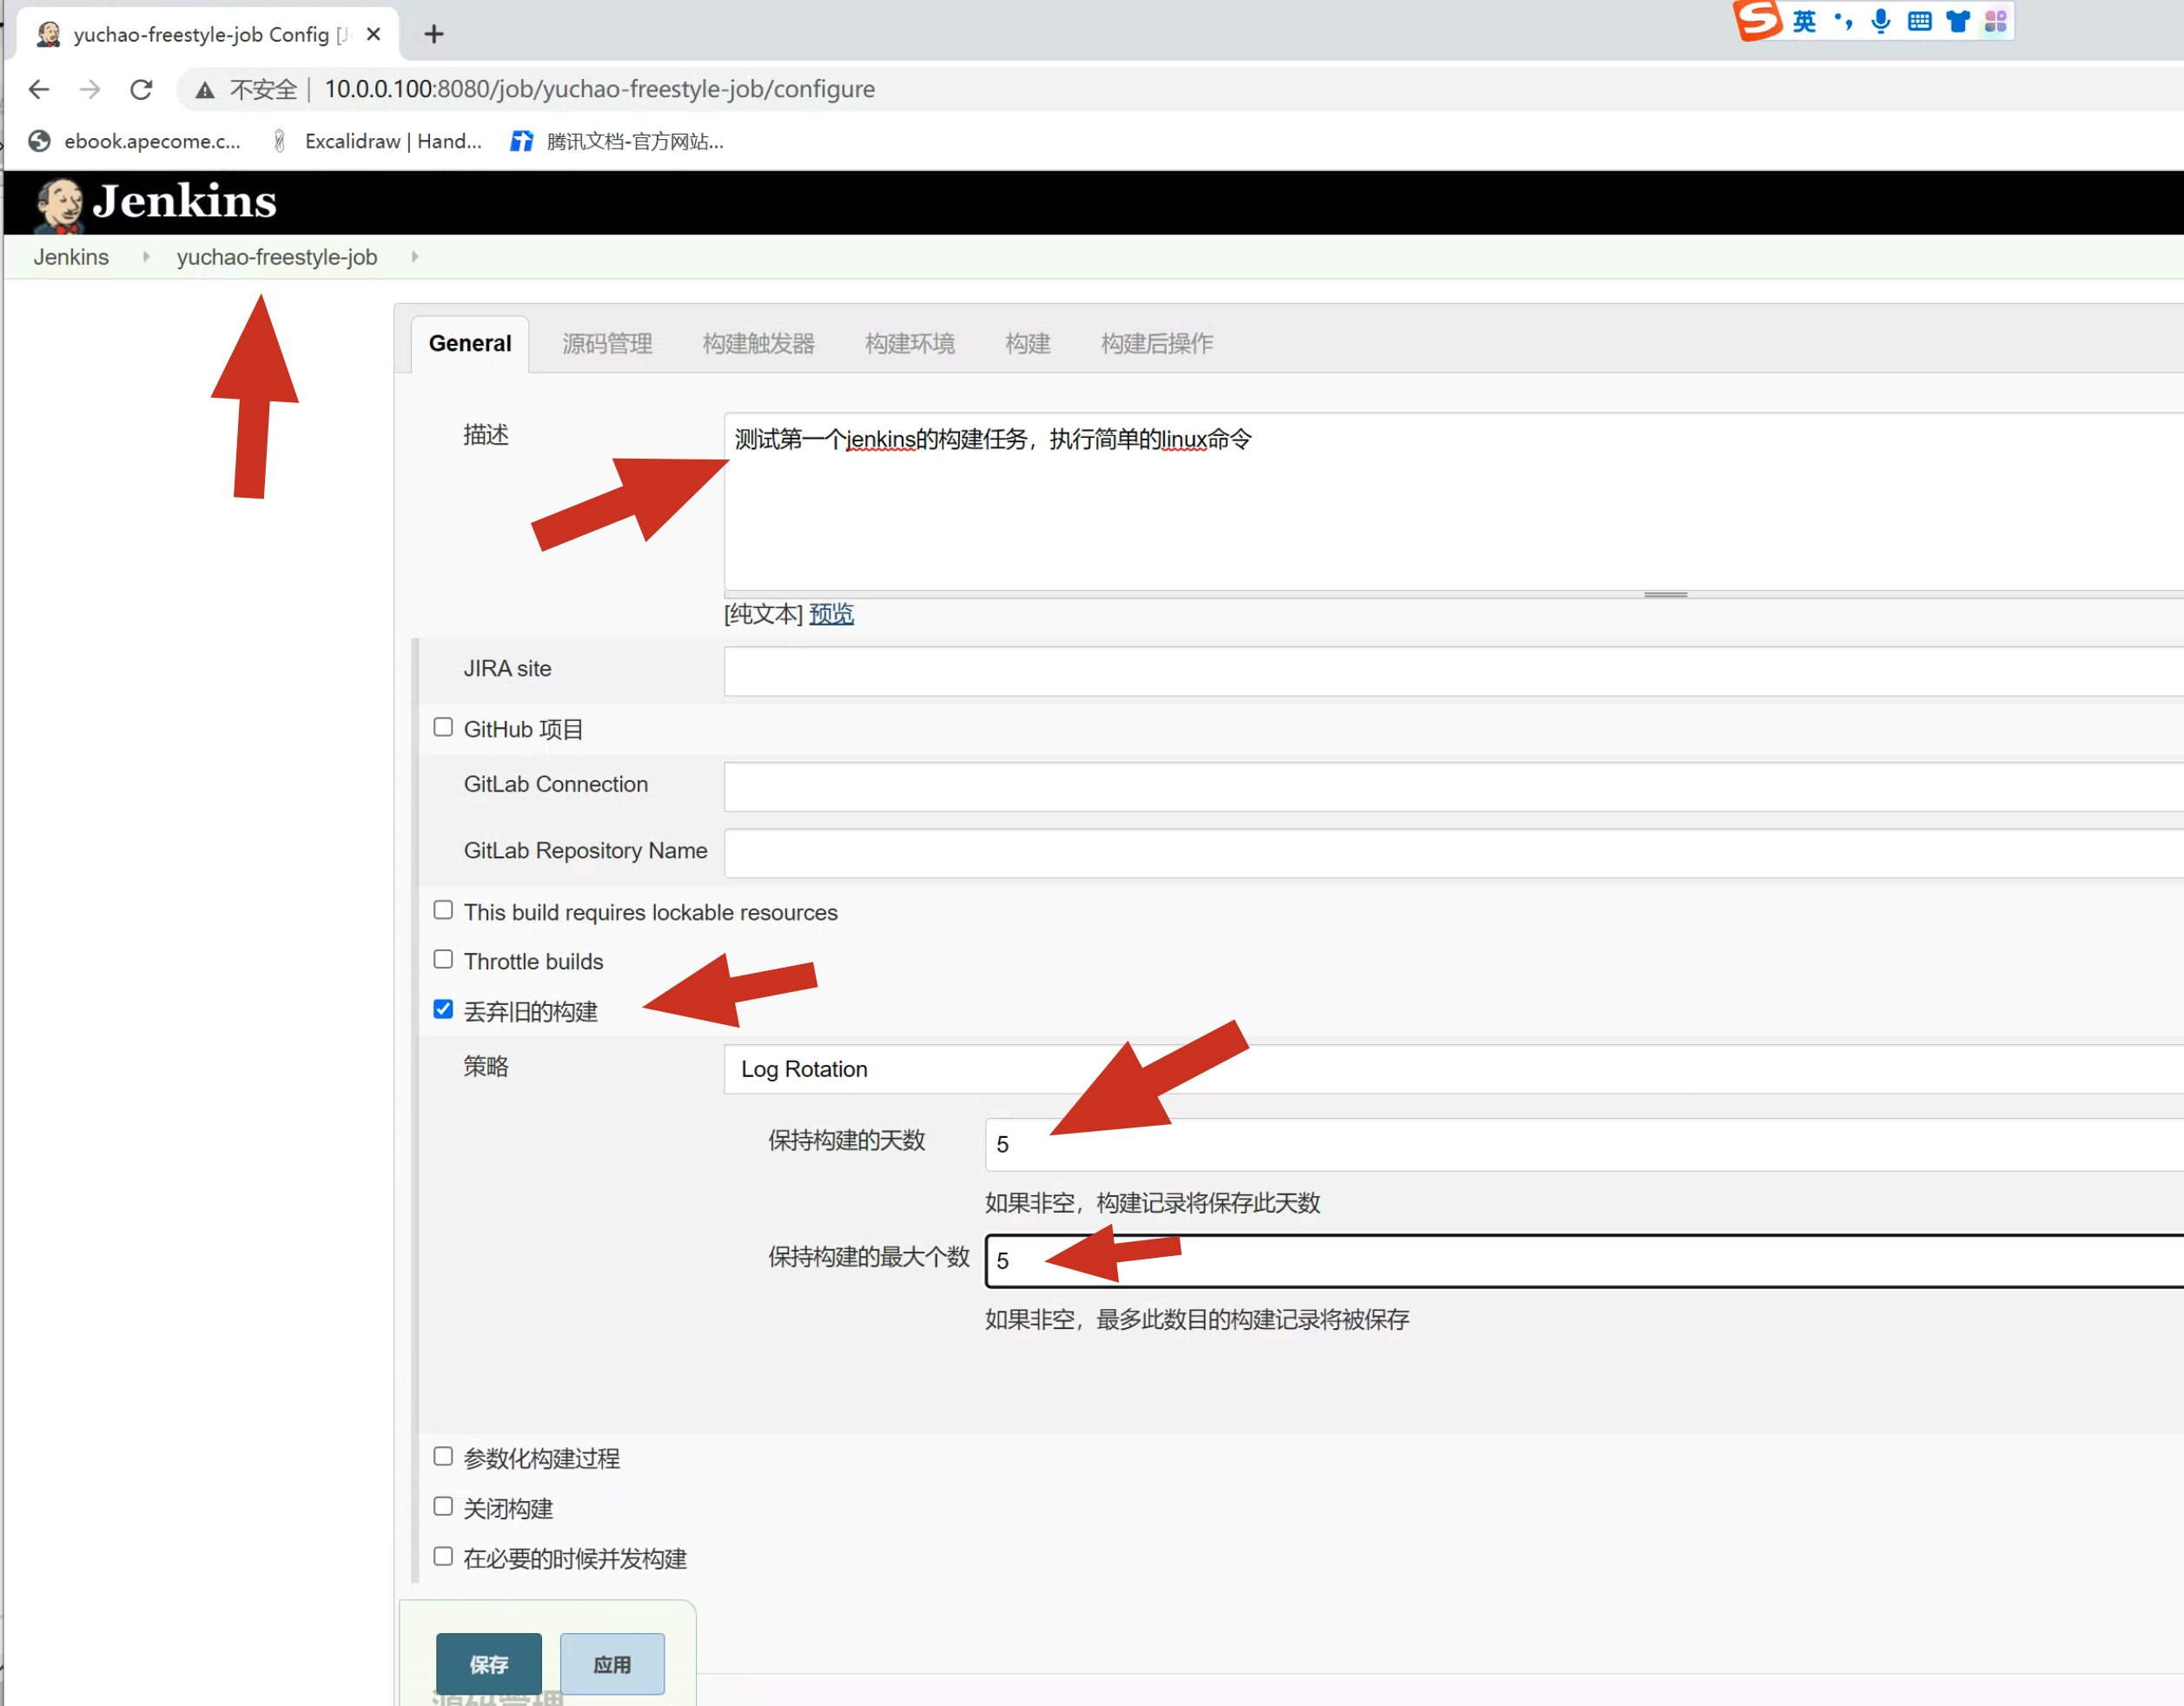 yuchao-freestyle-job Config [J
英
不安全 | 10.0.0.100:8080/job/yuchao-freestyle-job/configure
ebook.apecome.c... Excalidraw | Hand... 腾讯文档-官方网站...
Jenkins
Jenkins yuchao-freestyle-job
General 源码管理 构建触发器 构建环境 构建 构建后操作
描述 测试第一个jenkins的构建任务，执行简单的linux命令
[纯文本] 预览
JIRA site
GitHub 项目
GitLab Connection
GitLab Repository Name
This build requires lockable resources
Throttle builds
丢弃旧的构建
策略 Log Rotation
保持构建的天数 5
如果非空，构建记录将保存此天数
保持构建的最大个数 5
如果非空，最多此数目的构建记录将被保存
参数化构建过程
关闭构建
在必要的时候并发构建
保存 应用
源码管理